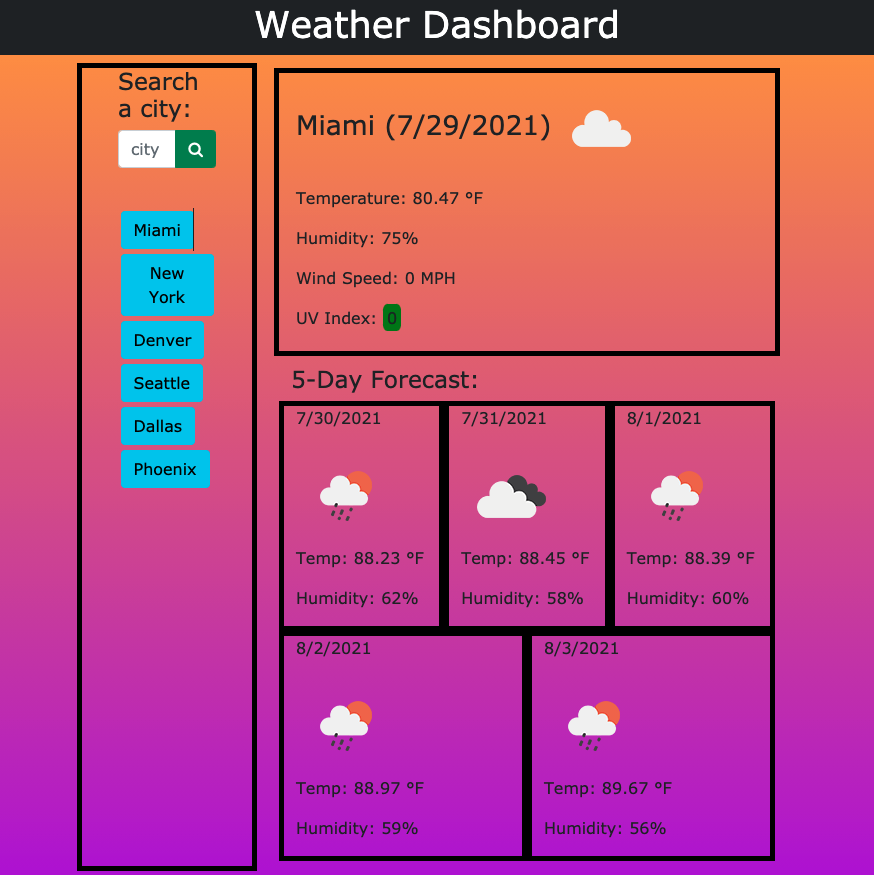 Weather Dashboard
Search
a city:
city
Miami
New
York
Denver
Seattle
Dallas
Phoenix
Miami (7/29/2021)
Temperature: 80.47 °F
Humidity: 75%
Wind Speed: 0 MPH
UV Index: 0
5-Day Forecast:
7/30/2021
Temp: 88.23 °F
Humidity: 62%
7/31/2021
Temp: 88.45 °F
Humidity: 58%
8/1/2021
Temp: 88.39 °F
Humidity: 60%
8/2/2021
Temp: 88.97 °F
Humidity: 59%
8/3/2021
Temp: 89.67 °F
Humidity: 56%